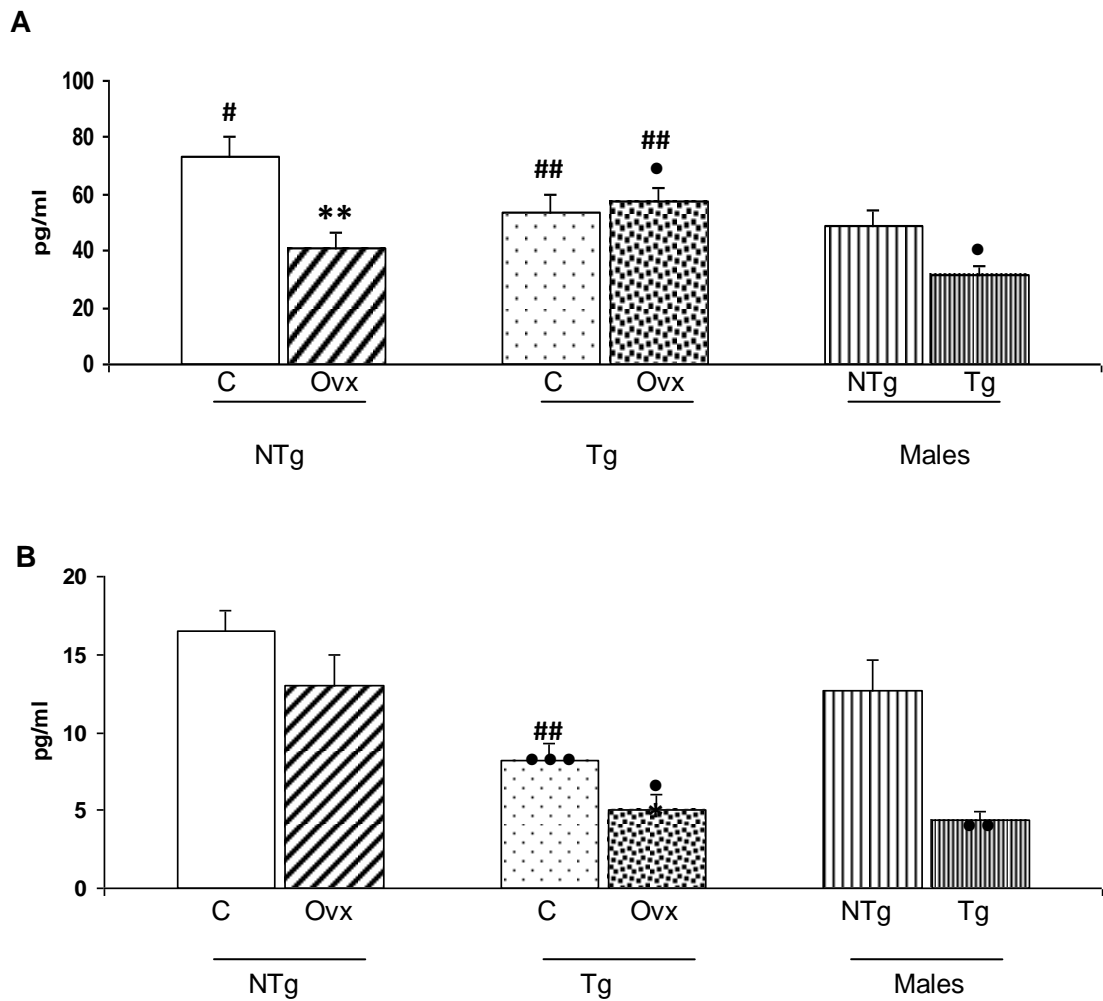 A
100
80
60
40
20
0
pg/ml
#
**
##
##
●
●
C Ovx C Ovx NTg Tg
NTg Tg Males
B
20
15
10
5
0
pg/ml
##
●●●
●
*
●●
C Ovx C Ovx NTg Tg
NTg Tg Males